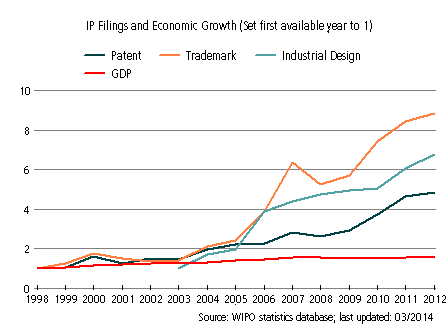 IP Filings and Economic Growth (Set first available year to 1)
Patent Trademark Industrial Design
GDP
10
8
6
4
2
0
1998 1999 2000 2001 2002 2003 2004 2005 2006 2007 2008 2009 2010 2011 2012
Source: WIPO statistics database; last updated: 03/2014